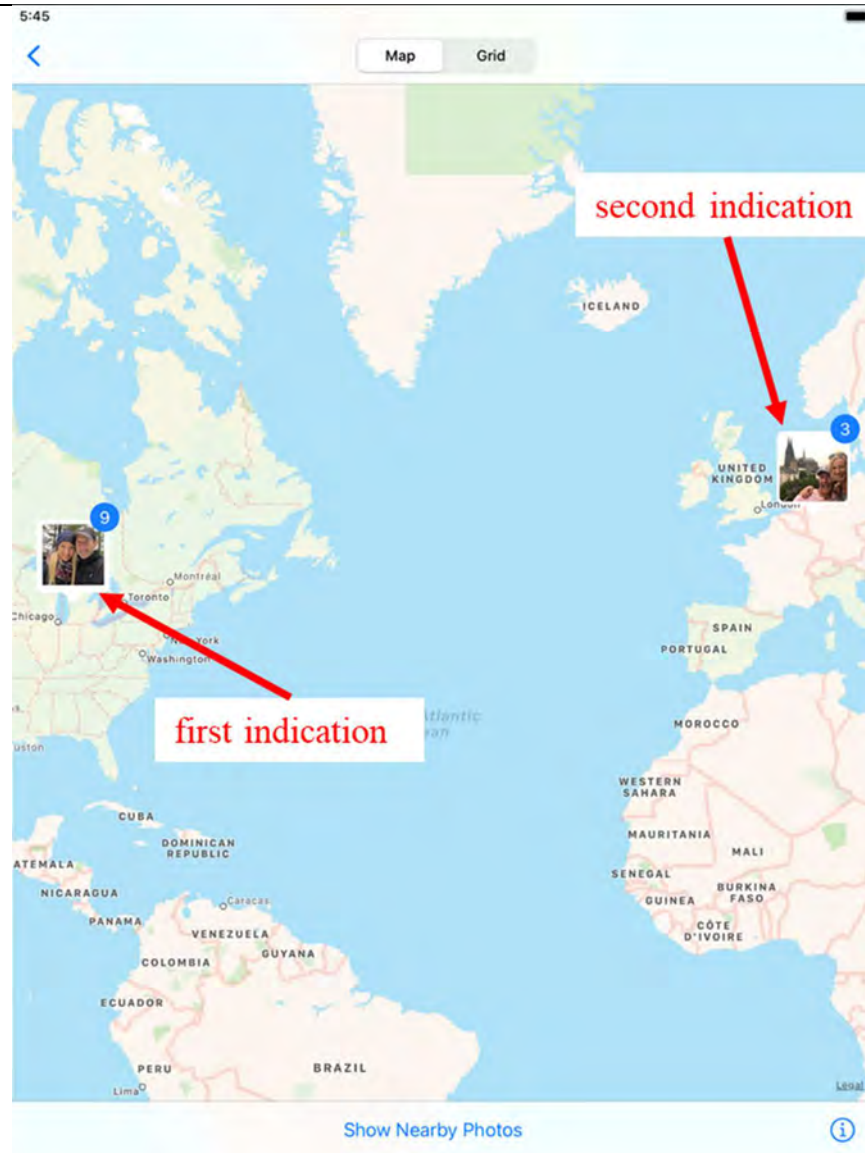 5:45
Map
Grid
second indication
ICELAND
3
UNITED
KINGDOM
London
9
Montréal
Toronto
Chicago
New York
Washington
SPAIN
PORTUGAL
first indication
Atlantic
MOROCCO
uston
WESTERN
SAHARA
CUBA
DOMINICAN
REPUBLIC
MAURITANIA
MALI
ATEMALA
SENEGAL
NICARAGUA
Caracas
BURKINA
FASO
GUINEA
PANAMA
VENEZUELA
CÔTE
D'IVOIRE
GUYANA
COLOMBIA
ECUADOR
PERU
BRAZIL
Lima
Legal
Show Nearby Photos